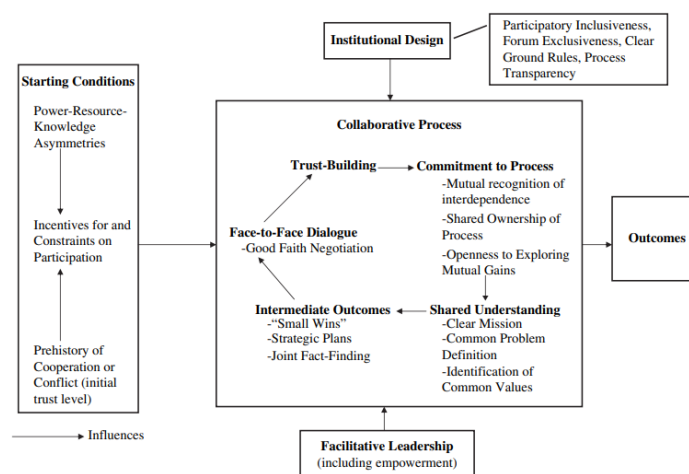 Institutional Design
Participatory Inclusiveness,
Forum Exclusiveness, Clear
Ground Rules, Process
Transparency
Starting Conditions
Power-Resource-
Knowledge
Asymmetries
Incentives for and
Constraints on
Participation
Prehistory of
Cooperation or
Conflict (initial
trust level)
Collaborative Process
Trust-Building
Commitment to Process
-Mutual recognition of
interdependence
-Shared Ownership of
Process
-Openness to Exploring
Mutual Gains
Face-to-Face Dialogue
-Good Faith Negotiation
Intermediate Outcomes
-“Small Wins”
-Strategic Plans
-Joint Fact-Finding
Shared Understanding
-Clear Mission
-Common Problem
Definition
-Identification of
Common Values
Outcomes
Influences
Facilitative Leadership
(including empowerment)